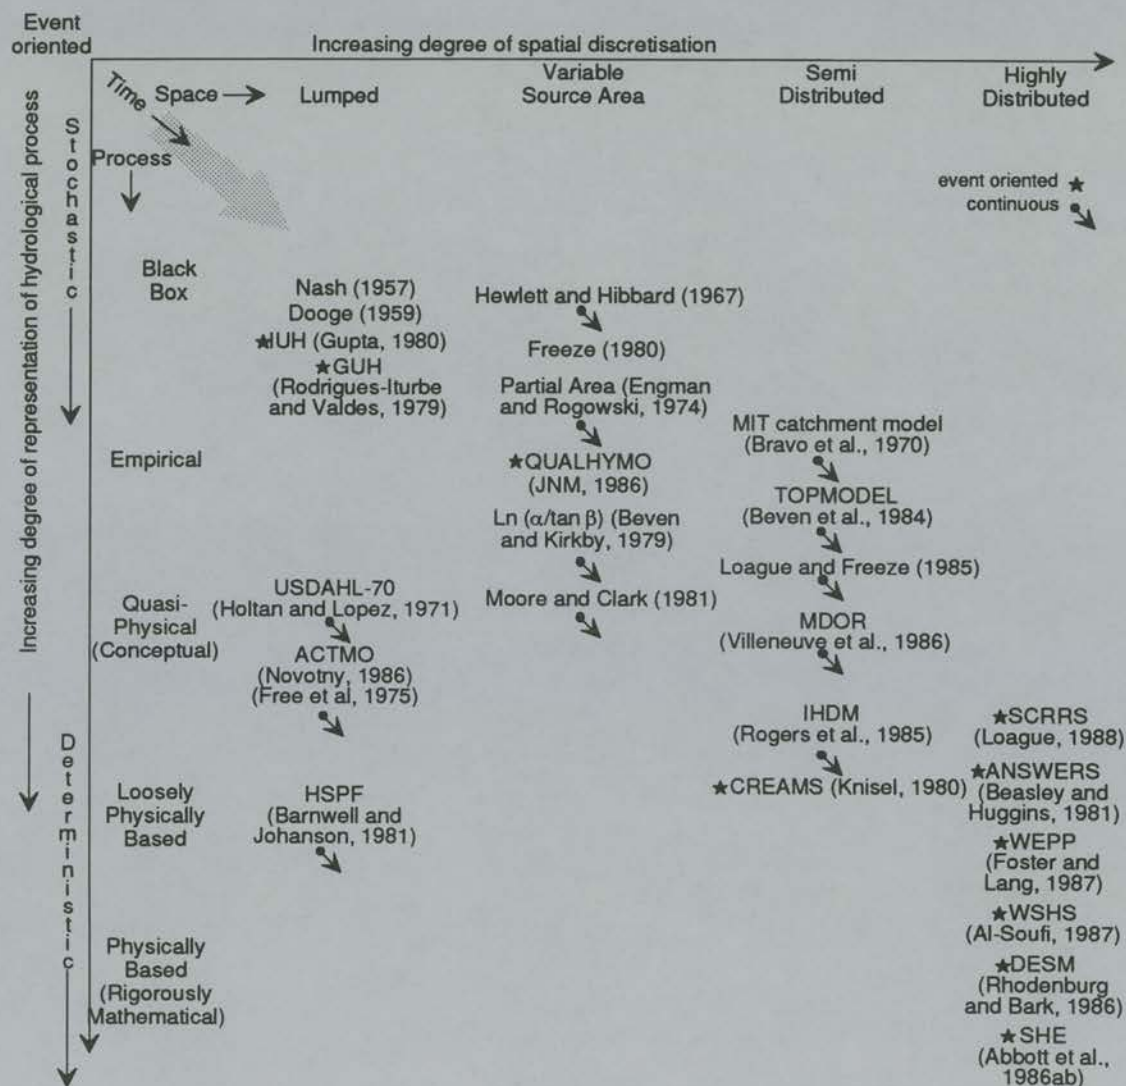 Event
oriented
Increasing degree of spatial discretisation
Time
Space
Process
Lumped
Variable
Source Area
Semi
Distributed
Highly
Distributed
Increasing degree of representation of hydrological process
Stochastic
Deterministic
event oriented ★
continuous
Black
Box
Empirical
Quasi-
Physical
(Conceptual)
Loosely
Physically
Based
Physically
Based
(Rigorously
Mathematical)
Nash (1957)
Dooge (1959)
★IUH (Gupta, 1980)
★GUH
(Rodrigues-Iturbe
and Valdes, 1979)
USDAHL-70
(Holtan and Lopez, 1971)
ACTMO
(Novotny, 1986)
(Free et al, 1975)
HSPF
(Barnwell and
Johanson, 1981)
Hewlett and Hibbard (1967)
Freeze (1980)
Partial Area (Engman
and Rogowski, 1974)
★QUALHYMO
(JNM, 1986)
Ln (α/tan β) (Beven
and Kirkby, 1979)
Moore and Clark (1981)
MIT catchment model
(Bravo et al., 1970)
TOPMODEL
(Beven et al., 1984)
Loague and Freeze (1985)
MDOR
(Villeneuve et al., 1986)
IHDM
(Rogers et al., 1985)
★CREAMS (Knisel, 1980)
★SCRRS
(Loague, 1988)
★ANSWERS
(Beasley and
Huggins, 1981)
★WEPP
(Foster and
Lang, 1987)
★WSHS
(Al-Soufi, 1987)
★DESM
(Rhodenburg
and Bark, 1986)
★SHE
(Abbott et al.,
1986ab)